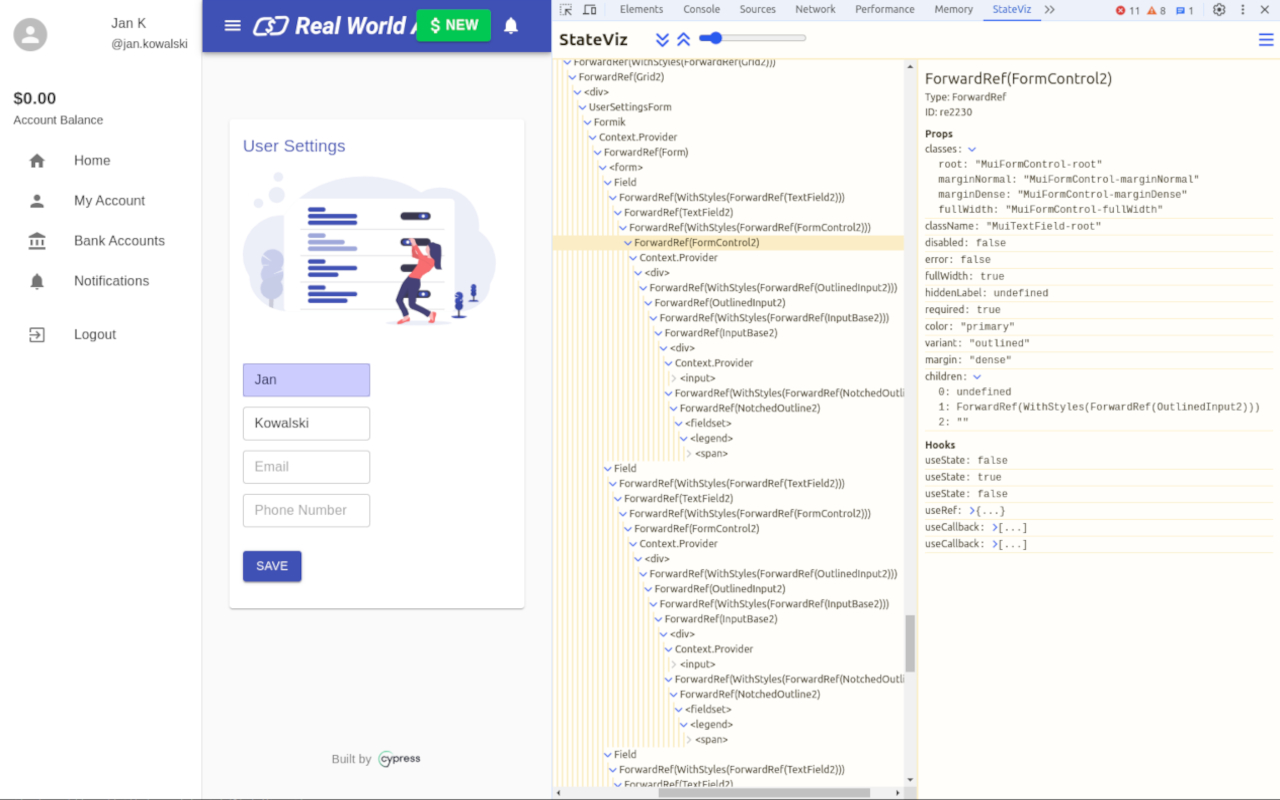 Jan K
@jan.kowalski
$0.00
Account Balance
Home
My Account
Bank Accounts
Notifications
Logout
Real World
$ NEW
User Settings
Jan
Kowalski
Email
Phone Number
SAVE
Built by cypress
Elements Console Sources Network Performance Memory StateViz 11 8 1
StateViz
ForwardRef(WithStyles(ForwardRef(Grid2)))
ForwardRef(Grid2)
<div>
UserSettingsForm
Formik
Context.Provider
ForwardRef(Form)
<form>
Field
ForwardRef(WithStyles(ForwardRef(TextField2)))
ForwardRef(TextField2)
ForwardRef(WithStyles(ForwardRef(FormControl2)))
ForwardRef(FormControl2)
Context.Provider
<div>
ForwardRef(WithStyles(ForwardRef(OutlinedInput2)))
ForwardRef(OutlinedInput2)
ForwardRef(WithStyles(ForwardRef(InputBase2)))
ForwardRef(InputBase2)
<div>
Context.Provider
<input>
ForwardRef(WithStyles(ForwardRef(NotchedOutli
ForwardRef(NotchedOutline2)
<fieldset>
<legend>
<span>
Field
ForwardRef(WithStyles(ForwardRef(TextField2)))
ForwardRef(TextField2)
ForwardRef(WithStyles(ForwardRef(FormControl2)))
ForwardRef(FormControl2)
Context.Provider
<div>
ForwardRef(WithStyles(ForwardRef(OutlinedInput2)))
ForwardRef(OutlinedInput2)
ForwardRef(WithStyles(ForwardRef(InputBase2)))
ForwardRef(InputBase2)
<div>
Context.Provider
<input>
ForwardRef(WithStyles(ForwardRef(NotchedOutli
ForwardRef(NotchedOutline2)
<fieldset>
<legend>
<span>
Field
ForwardRef(WithStyles(ForwardRef(TextField2)))
ForwardRef(TextField2)
ForwardRef(FormControl2)
Type: ForwardRef
ID: re2230
Props
classes:
root: "MuiFormControl-root"
marginNormal: "MuiFormControl-marginNormal"
marginDense: "MuiFormControl-marginDense"
fullWidth: "MuiFormControl-fullWidth"
className: "MuiTextField-root"
disabled: false
error: false
fullWidth: true
hiddenLabel: undefined
required: true
color: "primary"
variant: "outlined"
margin: "dense"
children:
0: undefined
1: ForwardRef(WithStyles(ForwardRef(OutlinedInput2)))
2: ""
Hooks
useState: false
useState: true
useState: false
useRef: {...}
useCallback: [...]
useCallback: [...]